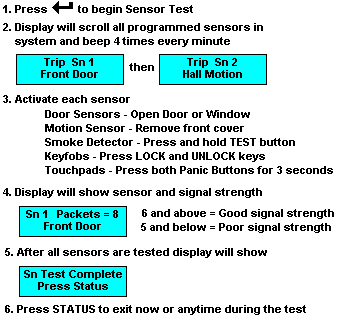 1. Press to begin Sensor Test
2. Display will scroll all programmed sensors in
system and beep 4 times every minute
Trip Sn 1
Front Door
then
Trip Sn 2
Hall Motion
3. Activate each sensor
Door Sensors - Open Door or Window
Motion Sensor - Remove front cover
Smoke Detector - Press and hold TEST button
Keyfobs - Press LOCK and UNLOCK keys
Touchpads - Press both Panic Buttons for 3 seconds
4. Display will show sensor and signal strength
Sn 1 Packets = 8
Front Door
6 and above = Good signal strength
5 and below = Poor signal strength
5. After all sensors are tested display will show
Sn Test Complete
Press Status
6. Press STATUS to exit now or anytime during the test